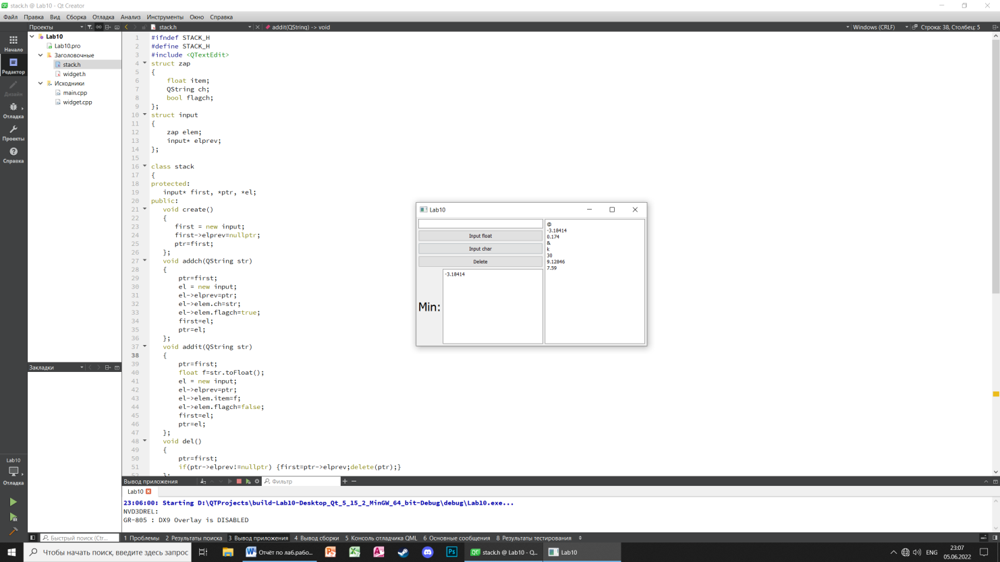 stack.h @ Lab10 - Qt Creator
Файл Правка Вид Сборка Отладка Анализ Инструменты Окно Справка
Проекты
stack.h
addit(QString) -> void
Windows (CRLF)
Строка: 38, Столбец: 5
Начало
Редактор
Дизайн
Отладка
Проекты
Справка
Lab10
Отладка
Lab10
Lab10.pro
Заголовочные
stack.h
widget.h
Исходники
main.cpp
widget.cpp
Закладки
1 #ifndef STACK_H
2 #define STACK_H
3 #include <QTextEdit>
4 struct zap
5 {
6 float item;
7 QString ch;
8 bool flagch;
9 };
10 struct input
11 {
12 zap elem;
13 input* elprev;
14 };
15
16 class stack
17 {
18 protected:
19 input* first, *ptr, *el;
20 public:
21 void create()
22 {
23 first = new input;
24 first->elprev=nullptr;
25 ptr=first;
26 };
27 void addch(QString str)
28 {
29 ptr=first;
30 el = new input;
31 el->elprev=ptr;
32 el->elem.ch=str;
33 el->elem.flagch=true;
34 first=el;
35 ptr=el;
36 };
37 void addit(QString str)
38 {
39 ptr=first;
40 float f=str.toFloat();
41 el = new input;
42 el->elprev=ptr;
43 el->elem.item=f;
44 el->elem.flagch=false;
45 first=el;
46 ptr=el;
47 };
48 void del()
49 {
50 ptr=first;
51 if(ptr->elprev!=nullptr) {first=ptr->elprev;delete(ptr);}
52 };
Lab10
Input float
Input char
Delete
Min:
-3.18414
@
-3.18414
0.174
&
k
30
9.12846
7.59
Вывод приложения
Фильтр
Lab10
23:06:00: Starting D:\QTProjects\build-Lab10-Desktop_Qt_5_15_2_MinGW_64_bit-Debug\debug\Lab10.exe...
NVD3DREL:
GR-805 : DX9 Overlay is DISABLED
Быстрый поиск (Ctr...
1 Проблемы 2 Результаты поиска 3 Вывод приложения 4 Вывод сборки 5 Консоль отладчика QML 6 Основные сообщения 8 Результаты тестирования
Чтобы начать поиск, введите здесь запрос
Отчёт по лаб.рабо...
stack.h @ Lab10 - Q...
Lab10
ENG
23:07
05.06.2022